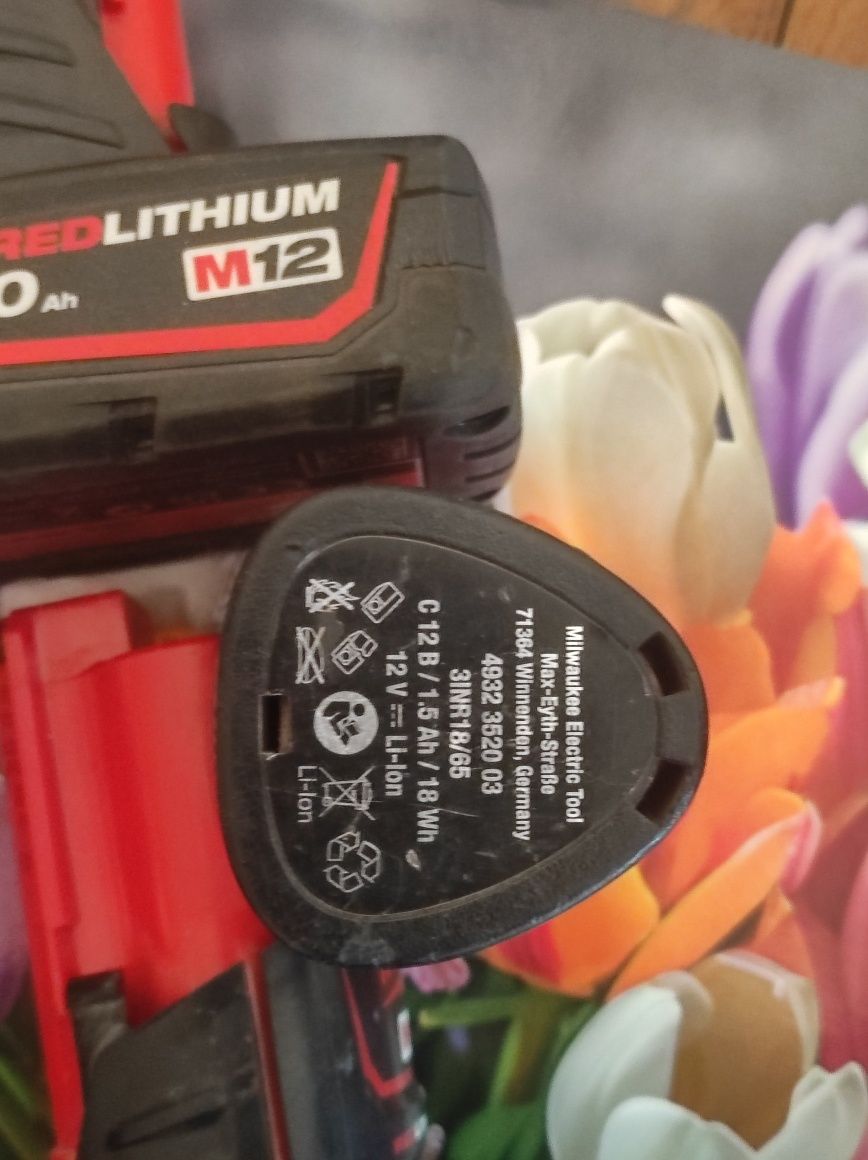 REDLITHIUM
0 Ah
M12
Milwaukee Electric Tool
Max-Eyth-Straße
71364 Winnenden, Germany
4932 3520 03
3INR18/65
C 12 B / 1.5 Ah / 18 Wh
12 V ⎓ Li-Ion
Li-Ion